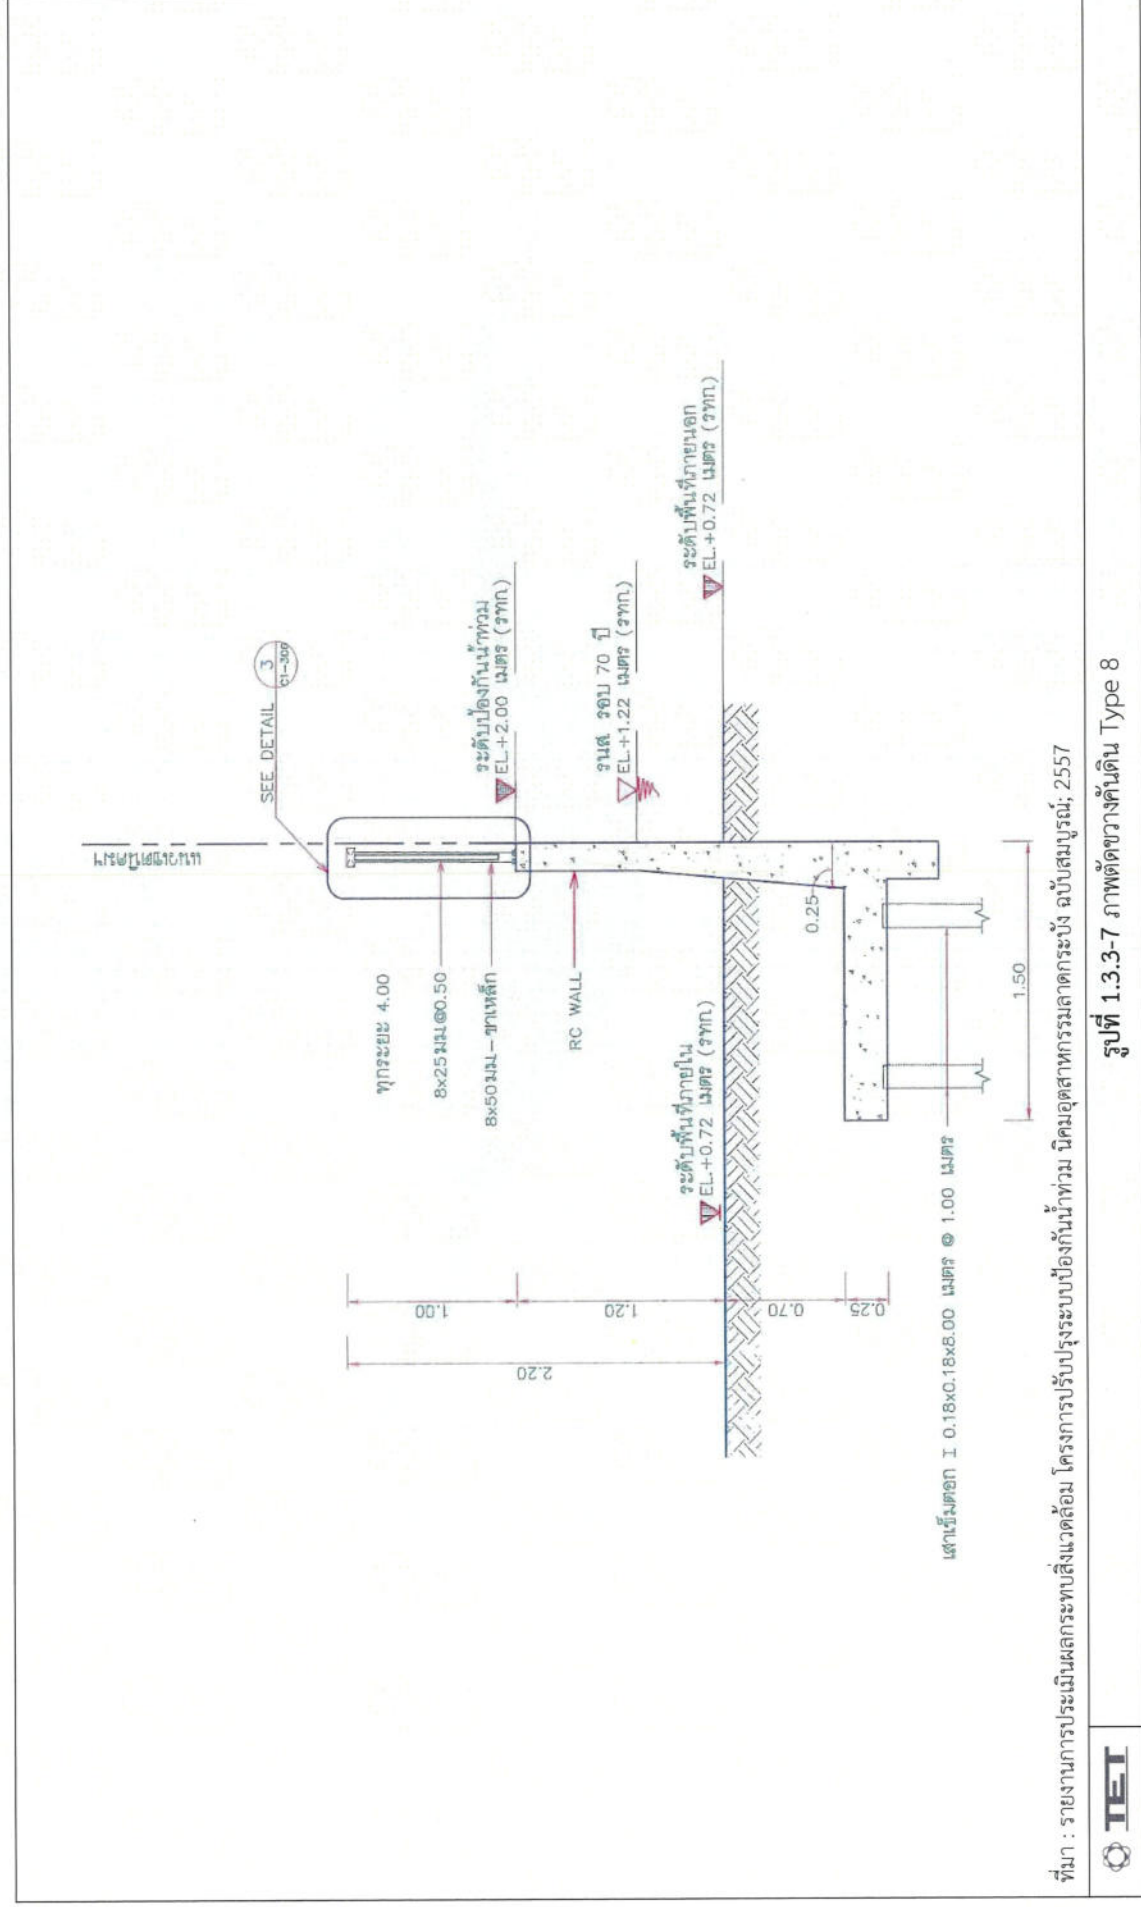 แนวเขตนิคมฯ
SEE DETAIL
3
C1-306
ทุกระยะ 4.00
8x25มม.@0.50
8x50มม.-ขาเหล็ก
RC WALL
ระดับป้องกันน้ำท่วม
EL.+2.00 เมตร (รทก.)
รนส. รอบ 70 ปี
EL.+1.22 เมตร (รทก.)
ระดับพื้นที่ภายนอก
EL.+0.72 เมตร (รทก.)
ระดับพื้นที่ภายใน
EL.+0.72 เมตร (รทก.)
1.00
1.20
2.20
0.70
0.25
0.25
1.50
เสาเข็มตอก I 0.18x0.18x8.00 เมตร @ 1.00 เมตร
ที่มา : รายงานการประเมินผลกระทบสิ่งแวดล้อม โครงการปรับปรุงระบบป้องกันน้ำท่วม นิคมอุตสาหกรรมลาดกระบัง ฉบับสมบูรณ์; 2557
TET
รูปที่ 1.3.3-7 ภาพตัดขวางคันดิน Type 8